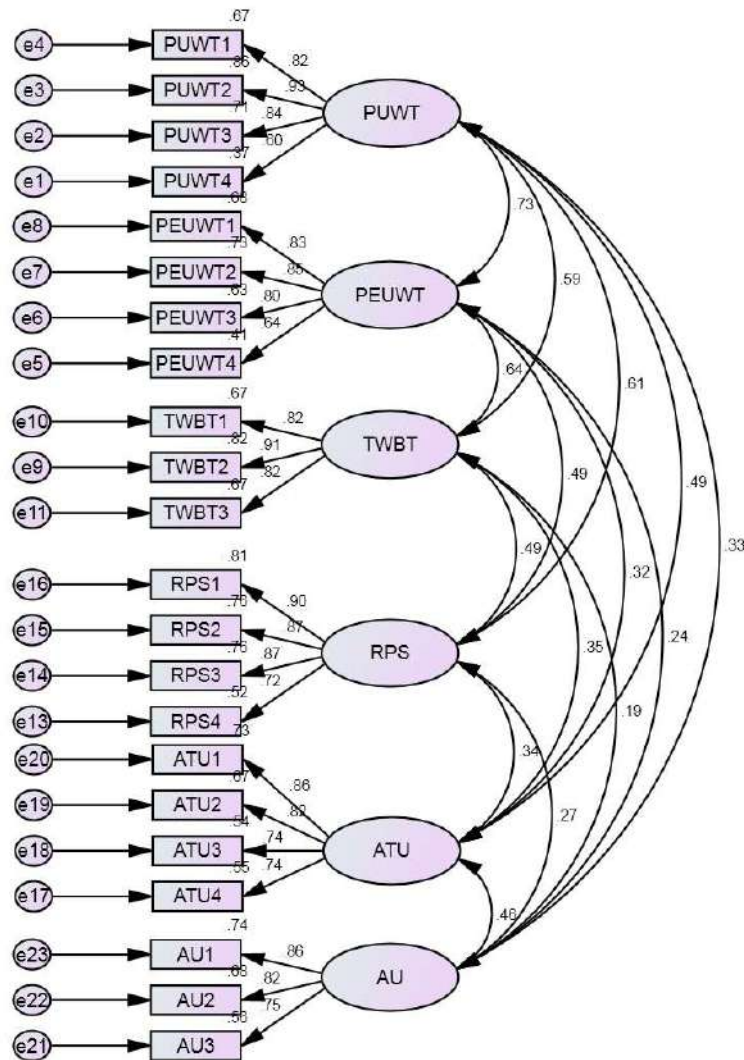 .67
e4 PUWT1 .82
.86
e3 PUWT2 .93
PUWT
.71
e2 PUWT3 .84
.60
.37
e1 PUWT4
.73
.68
e8 PEUWT1 .83
.73
e7 PEUWT2 .85
PEUWT
.59
.63
e6 PEUWT3 .80
.64
.41
e5 PEUWT4
.64 .61
.67
e10 TWBT1 .82
.82
e9 TWBT2 .91
TWBT
.82
.67
e11 TWBT3
.49 .49
.49 .32 .33
.81
e16 RPS1 .90
e15 RPS2 .87
RPS
.35 .24
.76
e14 RPS3 .87
.72
.52
e13 RPS4
.19
.73
e20 ATU1
.34
.67
e19 ATU2 .86
.82
.54
.27
e18 ATU3 .74
ATU
.55 .74
e17 ATU4
.74
e23 AU1 .86
.68
e22 AU2 .82
AU
.75
.56
e21 AU3